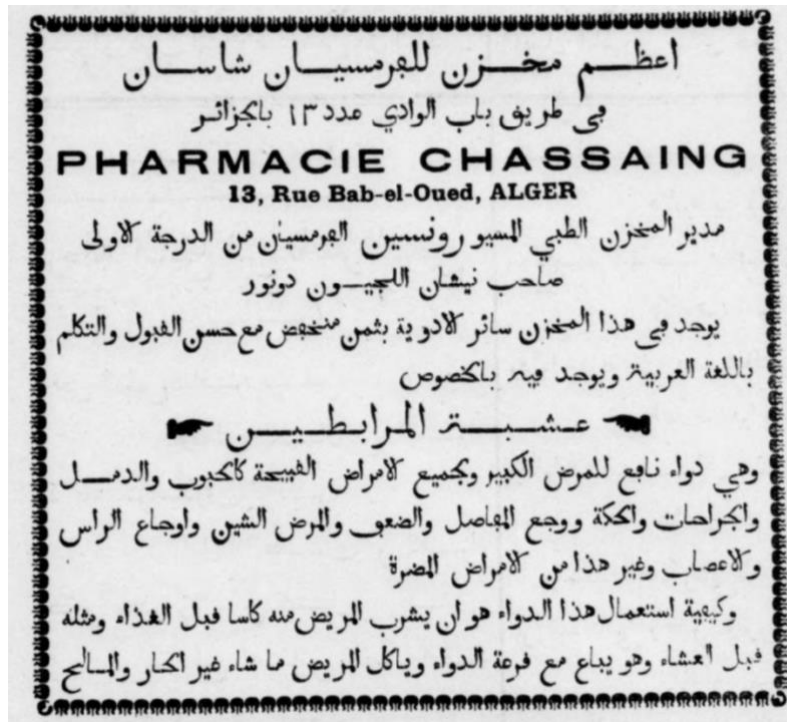 اعظم مخزن للفرمسيان شاسان
في طريق باب الوادي عدد ١٣ بالجزائر
PHARMACIE CHASSAING
13, Rue Bab-el-Oued, ALGER
مدير المخزن الطبي المسيو رونسين الفرمسيان من الدرجة الاولى
صاحب نيشان اللجيون دونور
يوجد في هذا المخزن سائر الادوية بثمن منخفض مع حسن القبول والتكلم
باللغة العربية ويوجد فيه بالخصوص
عشبة المرابطين
وهي دواء نافع للمرض الكبير ولجميع الامراض القبيحة كالحبوب والدمل
والجراحات والحكة ووجع المفاصل والضعف والمرض الشين واوجاع الراس
والاعصاب وغير هذا من الامراض المضرة
وكيفية استعمال هذا الدواء هو ان يشرب المريض منه كاسا قبل الغذاء ومثله
قبل العشاء وهو يباع مع قرعة الدواء وياكل المريض ما شاء غير الحار والمالح